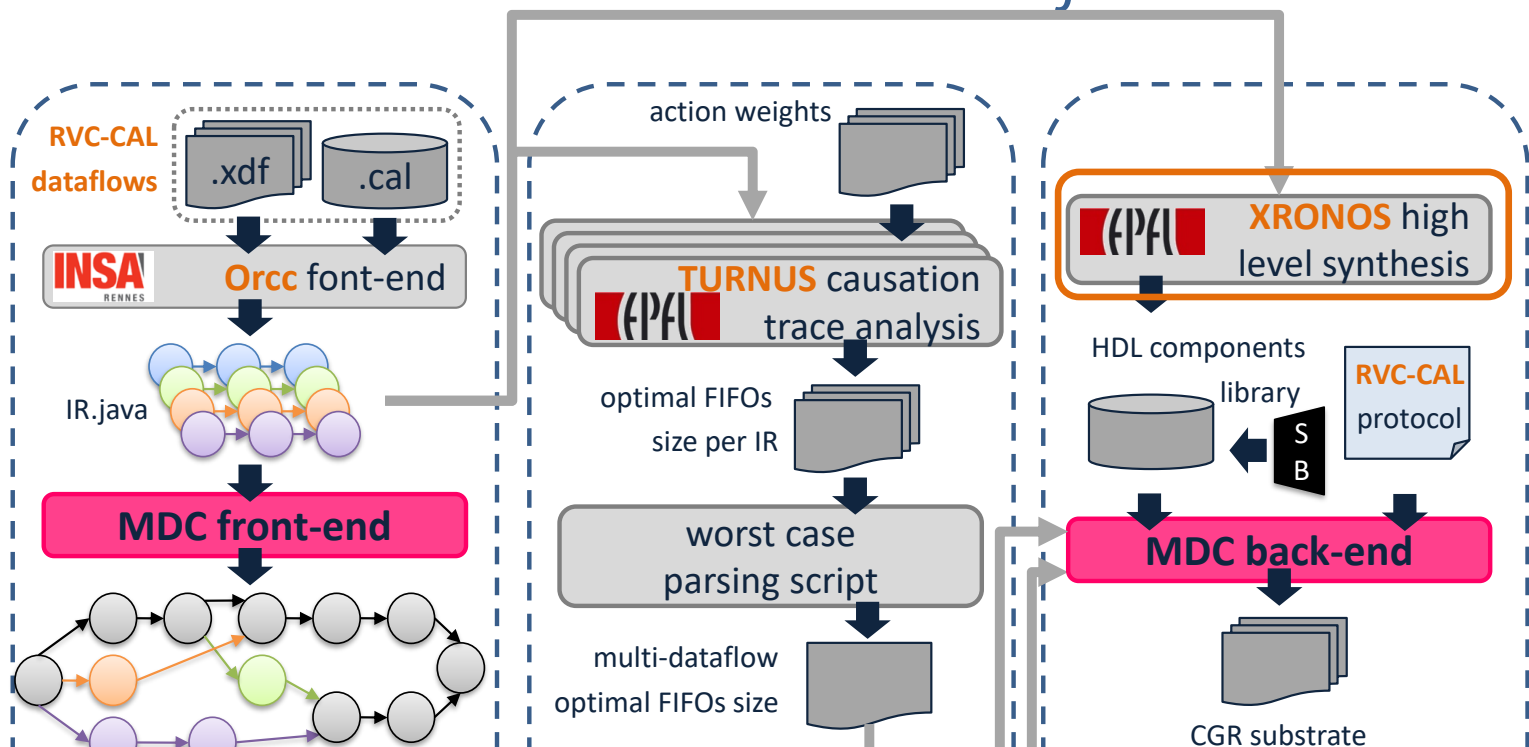 RVC-CAL
dataflows
.xdf
.cal
INSA
RENNES
Orcc font-end
IR.java
MDC front-end
action weights
TURNUS causation
trace analysis
EPFL
optimal FIFOs
size per IR
worst case
parsing script
multi-dataflow
optimal FIFOs size
EPFL
XRONOS high
level synthesis
HDL components
library
S
B
RVC-CAL
protocol
MDC back-end
CGR substrate